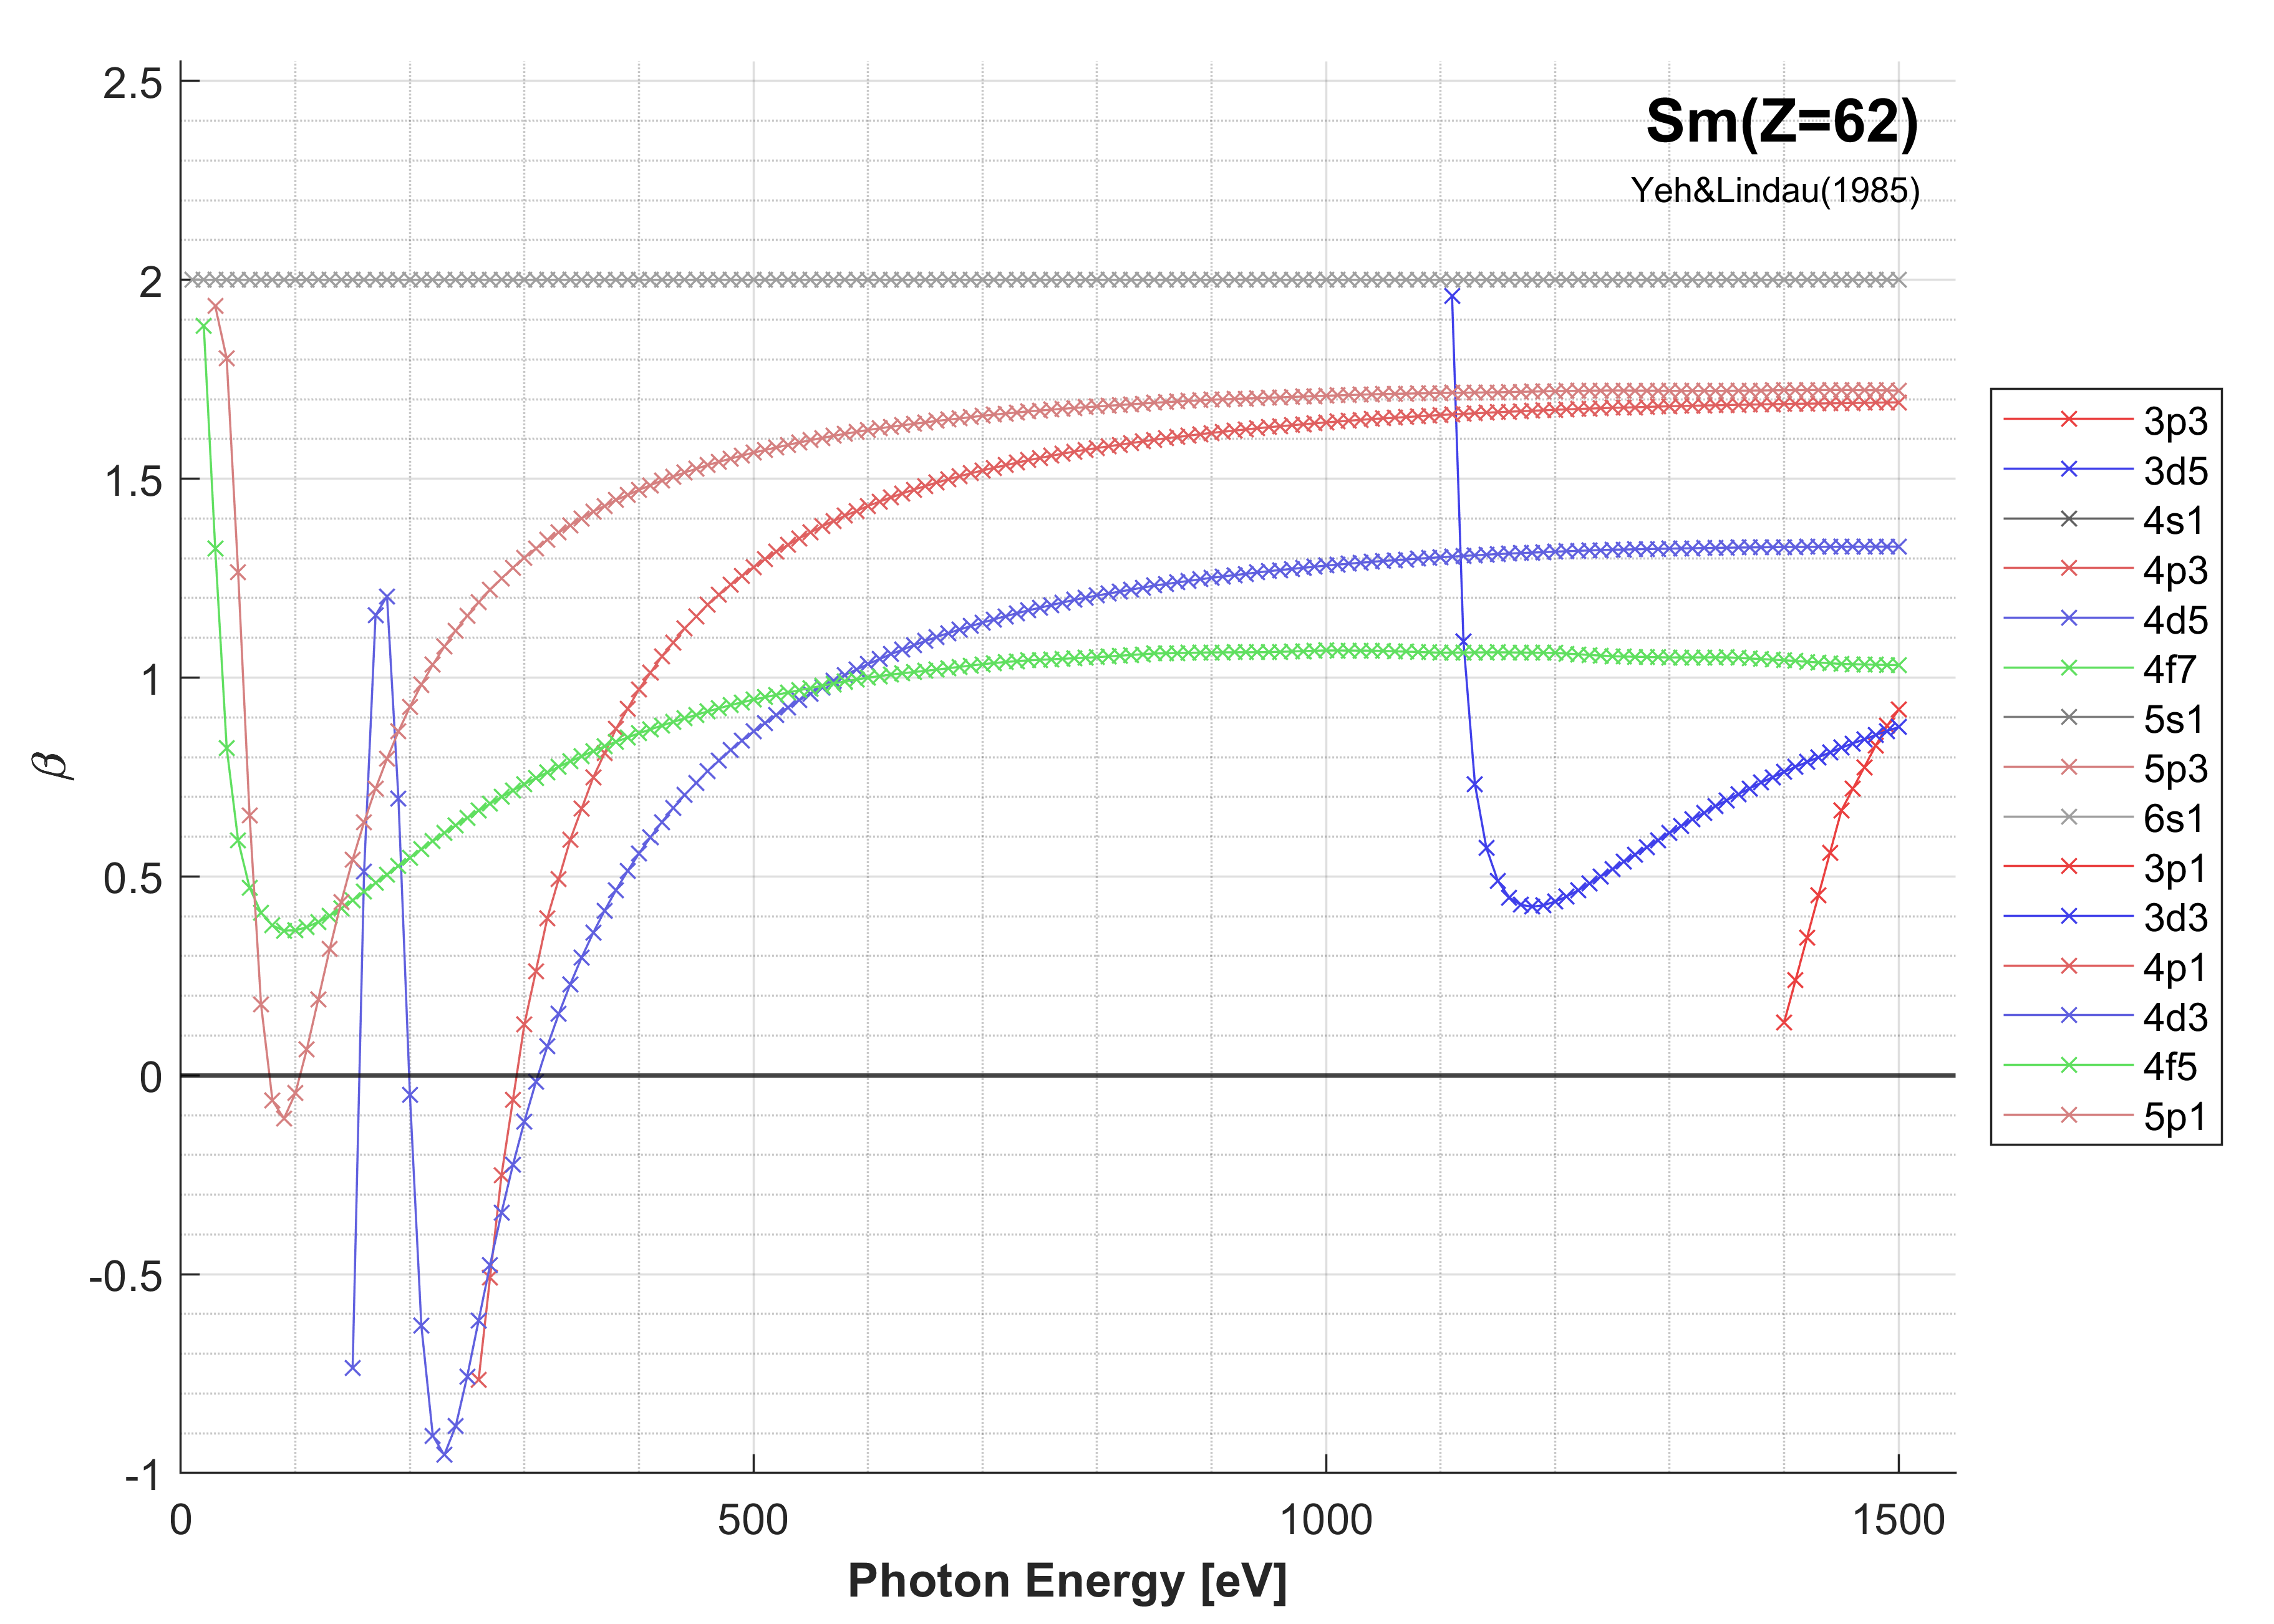 Sm(Z=62)
Yeh&Lindau(1985)
2.5
2
1.5
1
0.5
0
-0.5
-1
β
0 500 1000 1500
Photon Energy [eV]
3p3
3d5
4s1
4p3
4d5
4f7
5s1
5p3
6s1
3p1
3d3
4p1
4d3
4f5
5p1